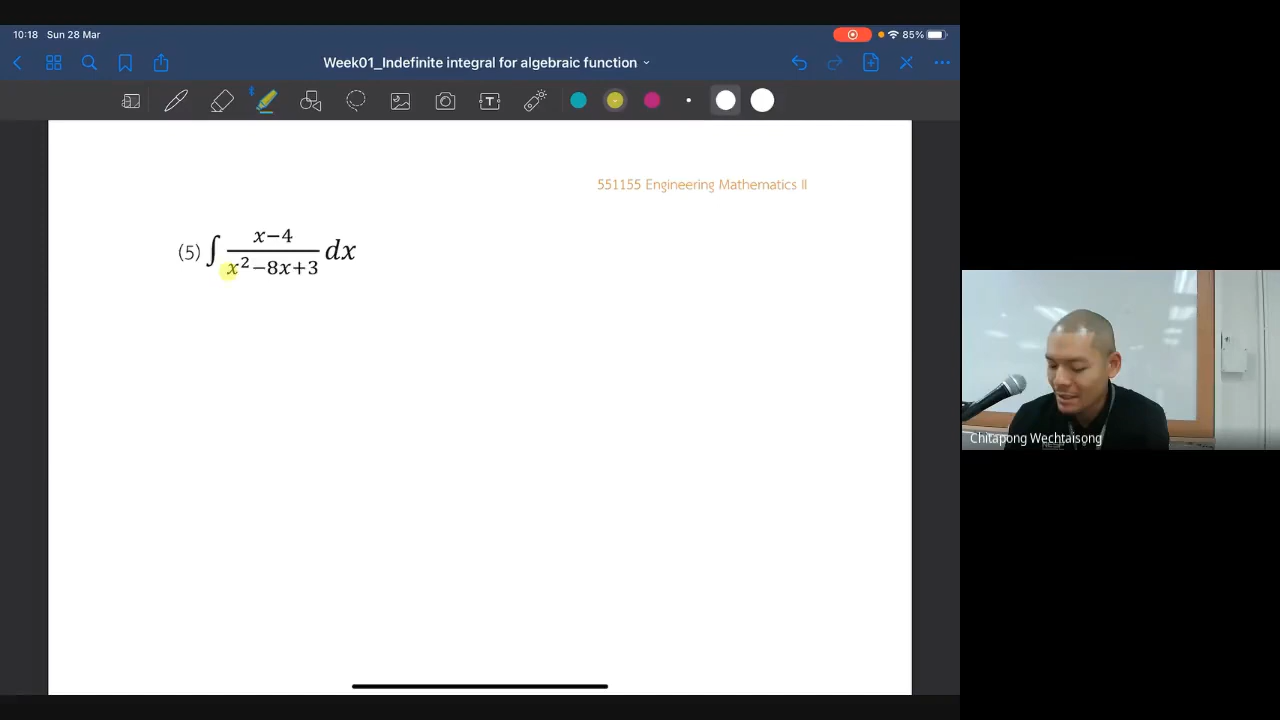 10:18 Sun 28 Mar 85%
Week01_Indefinite integral for algebraic function
T
551155 Engineering Mathematics II
(5) ∫ x−4 / x²−8x+3 dx
Chitapong Wechtaisong